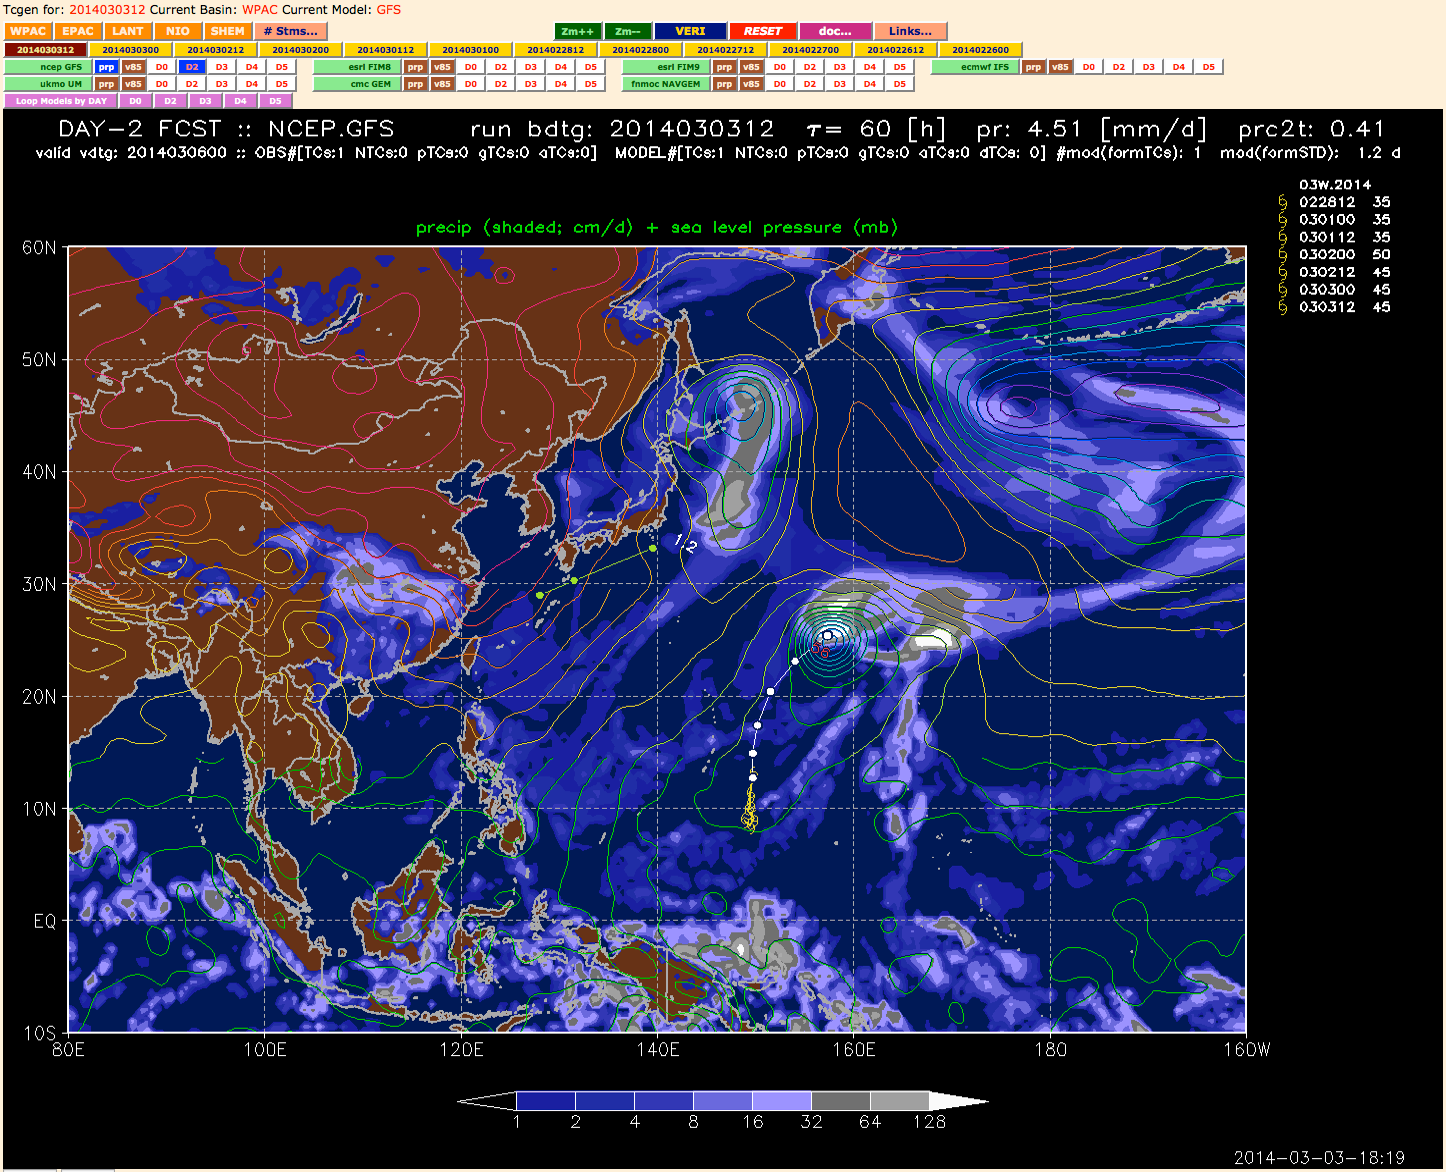 Tcgen for: 2014030312 Current Basin: WPAC Current Model: GFS
WPAC EPAC LANT NIO SHEM # Stms... Zm++ Zm-- VERI RESET doc... Links...
2014030312 2014030300 2014030212 2014030200 2014030112 2014030100 2014022812 2014022800 2014022712 2014022700 2014022612 2014022600
ncep GFS prp v85 D0 D2 D3 D4 D5 esrl FIM8 prp v85 D0 D2 D3 D4 D5 esrl FIM9 prp v85 D0 D2 D3 D4 D5 ecmwf IFS prp v85 D0 D2 D3 D4 D5
ukmo UM prp v85 D0 D2 D3 D4 D5 cmc GEM prp v85 D0 D2 D3 D4 D5 fnmoc NAVGEM prp v85 D0 D2 D3 D4 D5
Loop Models by DAY D0 D2 D3 D4 D5
DAY-2 FCST :: NCEP.GFS run bdtg: 2014030312 τ= 60 [h] pr: 4.51 [mm/d] prc2t: 0.41
valid vdtg: 2014030600 :: OBS#[TCs:1 NTCs:0 pTCs:0 gTCs:0 aTCs:0] MODEL#[TCs:1 NTCs:0 pTCs:0 gTCs:0 aTCs:0 dTCs: 0] #mod(formTCs): 1 mod(formSTD): 1.2 d
03W.2014
022812 35
030100 35
030112 35
030200 50
030212 45
030300 45
030312 45
precip (shaded; cm/d) + sea level pressure (mb)
60N
50N
40N
1.2
30N
20N
10N
EQ
10S
80E 100E 120E 140E 160E 180 160W
1 2 4 8 16 32 64 128
2014-03-03-18:19